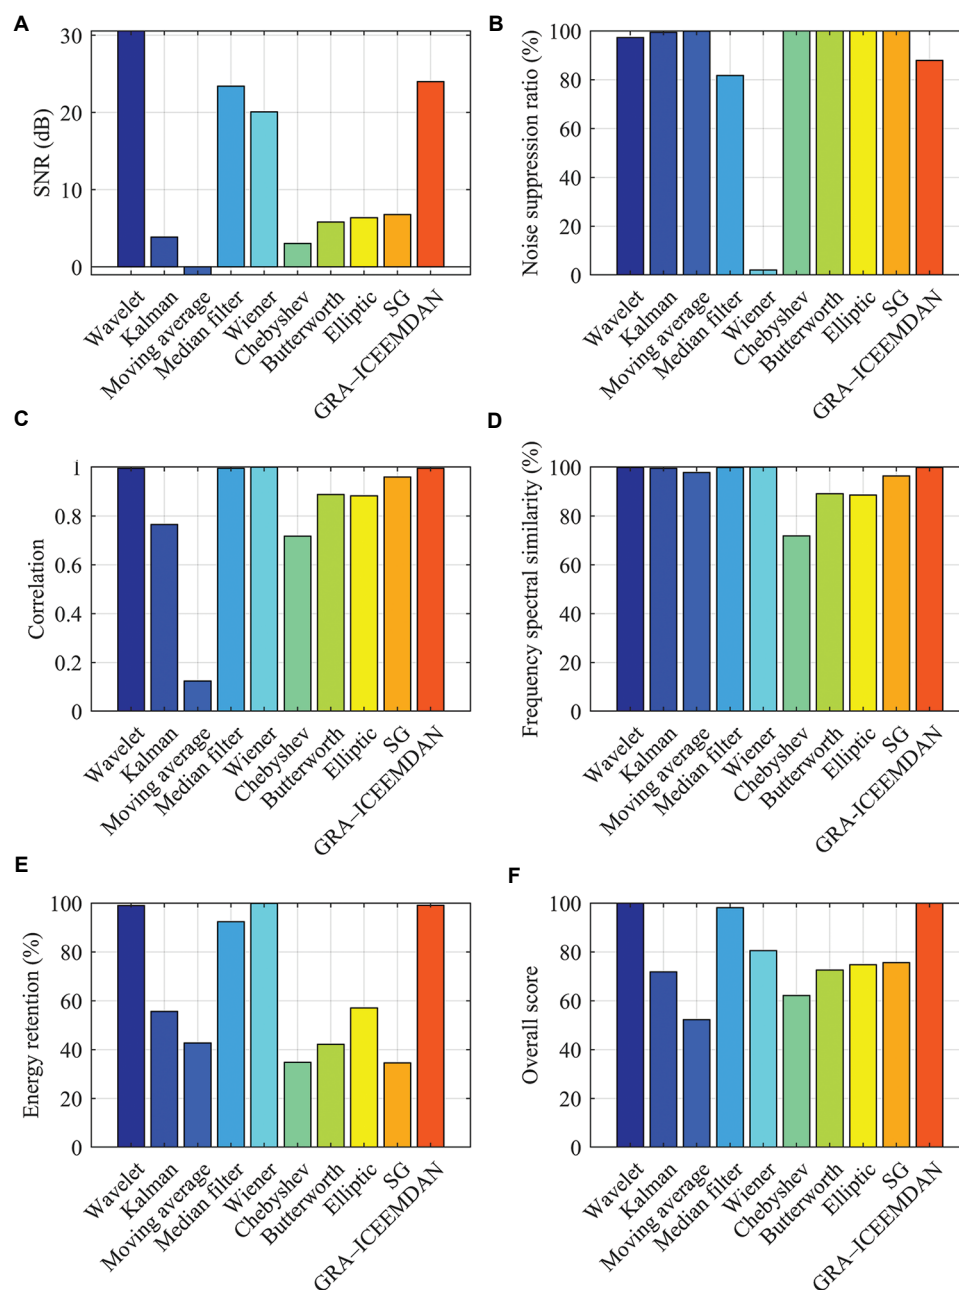 A
SNR (dB)
30
20
10
0
Wavelet
Kalman
Moving average
Median filter
Wiener
Chebyshev
Butterworth
Elliptic
SG
GRA–ICEEMDAN
B
Noise suppression ratio (%)
100
80
60
40
20
0
Wavelet
Kalman
Moving average
Median filter
Wiener
Chebyshev
Butterworth
Elliptic
SG
GRA–ICEEMDAN
C
Correlation
1
0.8
0.6
0.4
0.2
0
Wavelet
Kalman
Moving average
Median filter
Wiener
Chebyshev
Butterworth
Elliptic
SG
GRA–ICEEMDAN
D
Frequency spectral similarity (%)
100
80
60
40
20
0
Wavelet
Kalman
Moving average
Median filter
Wiener
Chebyshev
Butterworth
Elliptic
SG
GRA-ICEEMDAN
E
Energy retention (%)
100
80
60
40
20
0
Wavelet
Kalman
Moving average
Median filter
Wiener
Chebyshev
Butterworth
Elliptic
SG
GRA–ICEEMDAN
F
Overall score
100
80
60
40
20
0
Wavelet
Kalman
Moving average
Median filter
Wiener
Chebyshev
Butterworth
Elliptic
SG
GRA–ICEEMDAN